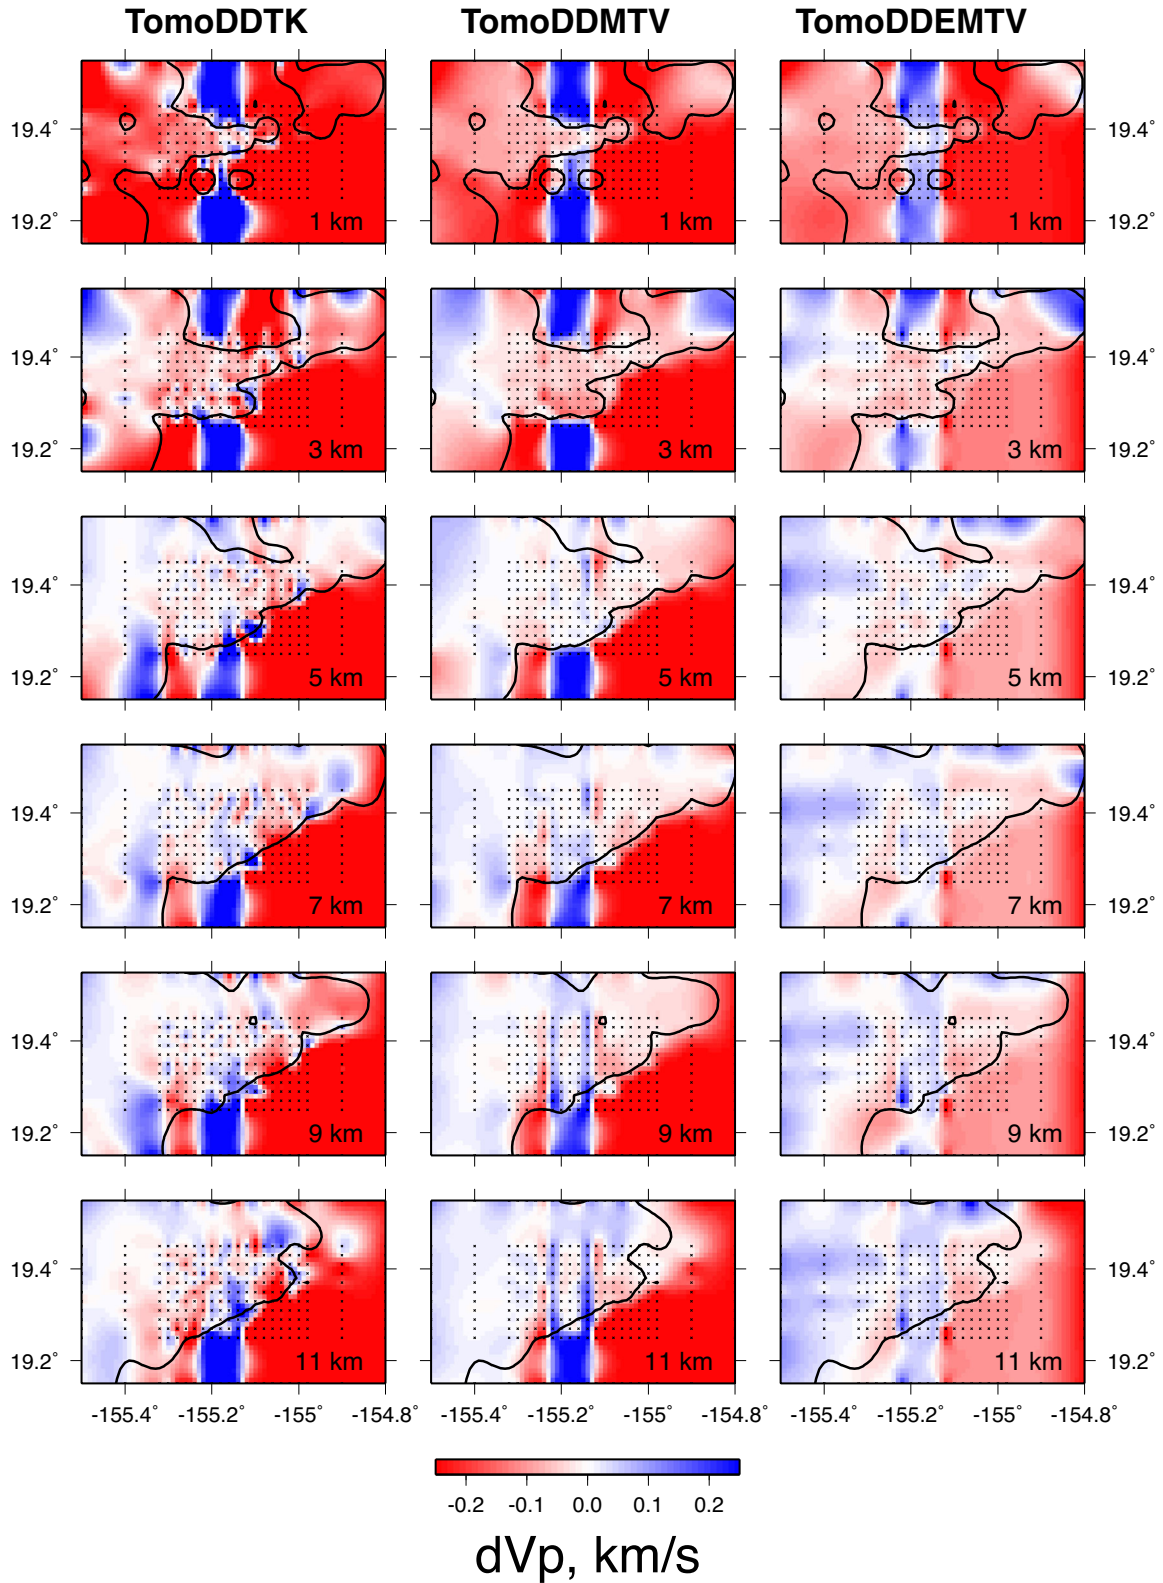 TomoDDTK TomoDDMTV TomoDDEMTV
19.4° 19.4°
19.2° 1 km 1 km 1 km 19.2°
19.4° 19.4°
19.2° 3 km 3 km 3 km 19.2°
19.4° 19.4°
19.2° 5 km 5 km 5 km 19.2°
19.4° 19.4°
19.2° 7 km 7 km 7 km 19.2°
19.4° 19.4°
19.2° 9 km 9 km 9 km 19.2°
19.4° 19.4°
19.2° 11 km 11 km 11 km 19.2°
-155.4° -155.2° -155° -154.8° -155.4° -155.2° -155° -154.8° -155.4° -155.2° -155° -154.8°
-0.2 -0.1 0.0 0.1 0.2
dVp, km/s